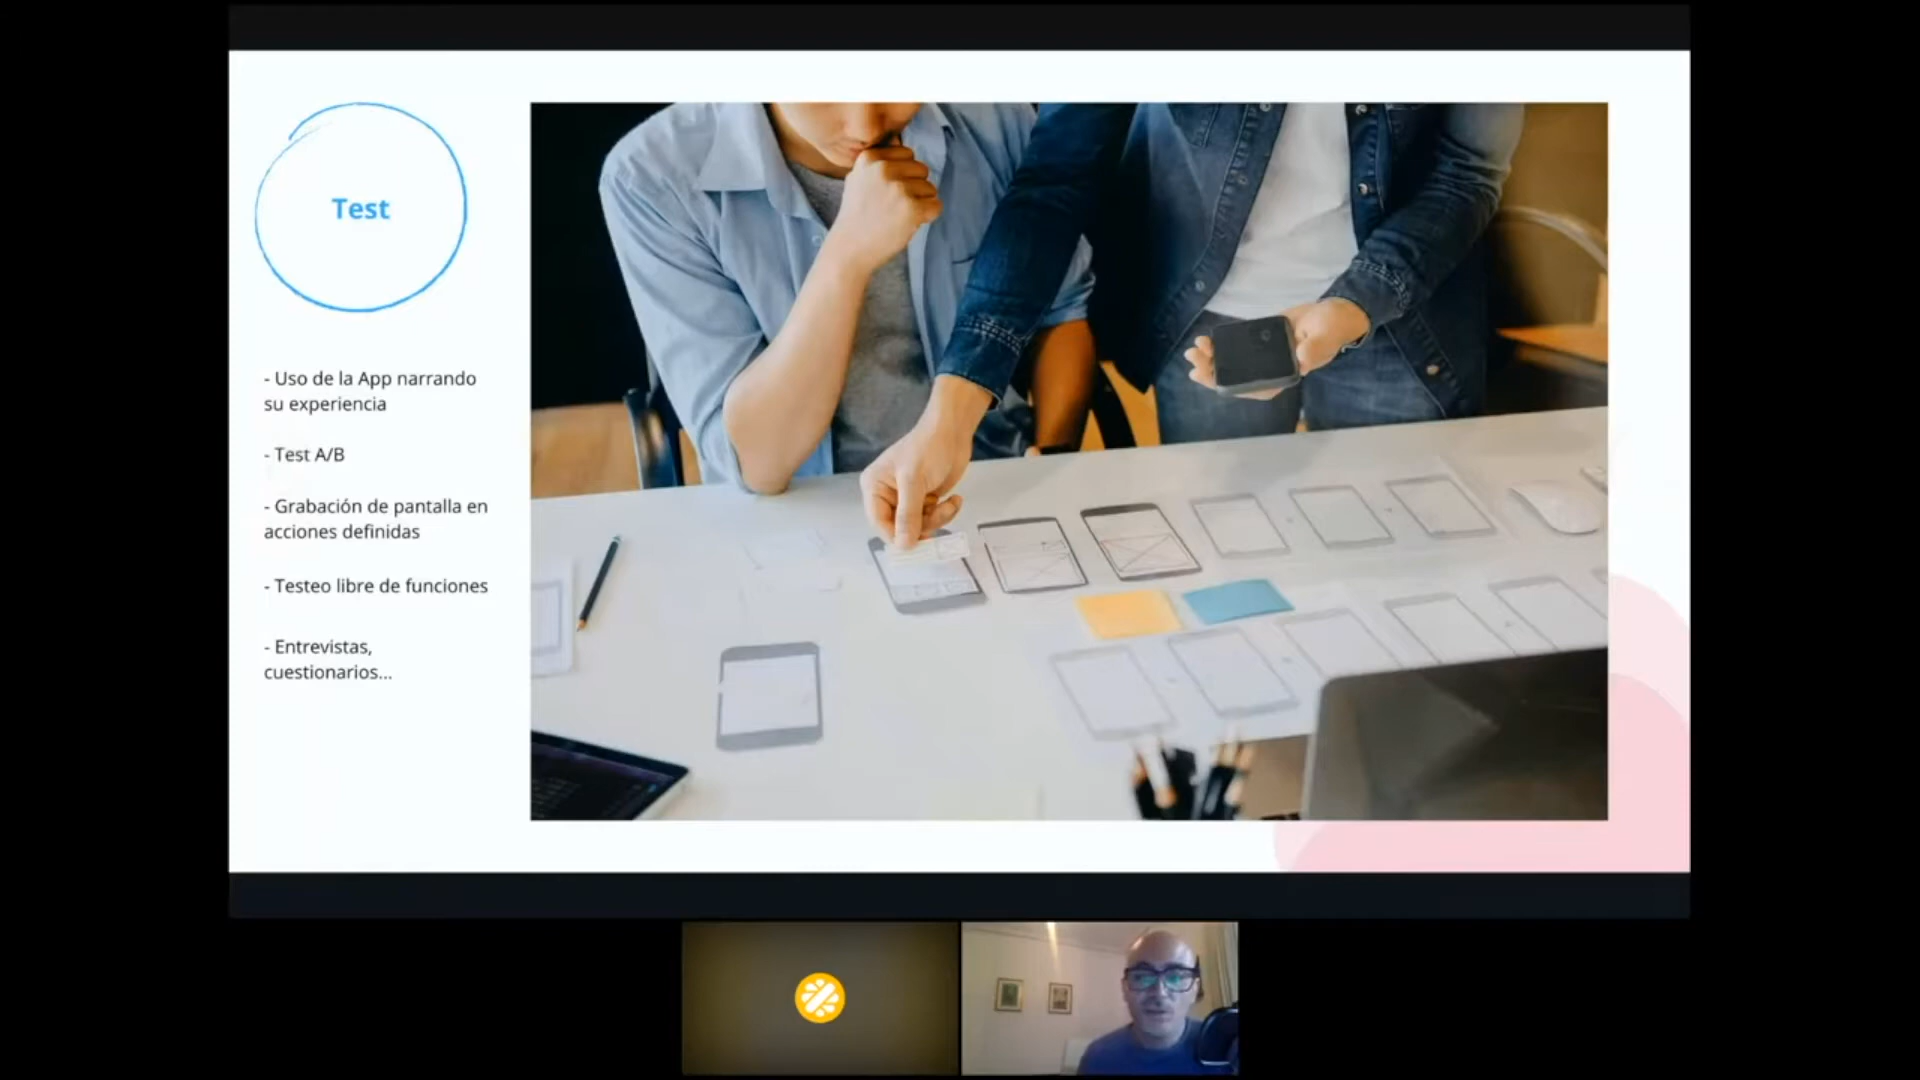 Test
- Uso de la App narrando
su experiencia
- Test A/B
- Grabación de pantalla en
acciones definidas
- Testeo libre de funciones
- Entrevistas,
cuestionarios...